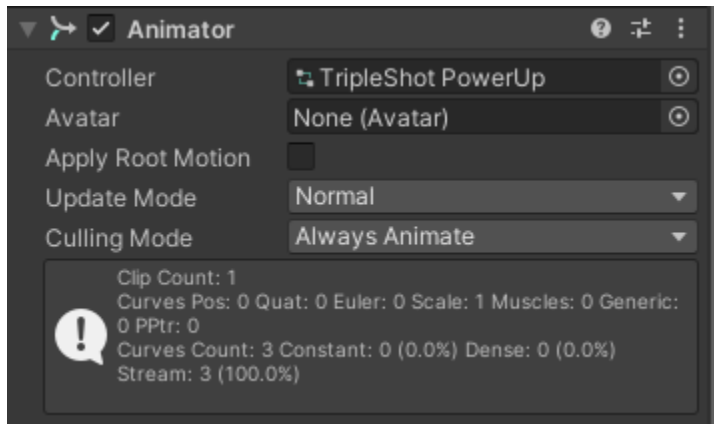 Animator
Controller TripleShot PowerUp
Avatar None (Avatar)
Apply Root Motion
Update Mode Normal
Culling Mode Always Animate
Clip Count: 1
Curves Pos: 0 Quat: 0 Euler: 0 Scale: 1 Muscles: 0 Generic:
0 PPtr: 0
Curves Count: 3 Constant: 0 (0.0%) Dense: 0 (0.0%)
Stream: 3 (100.0%)